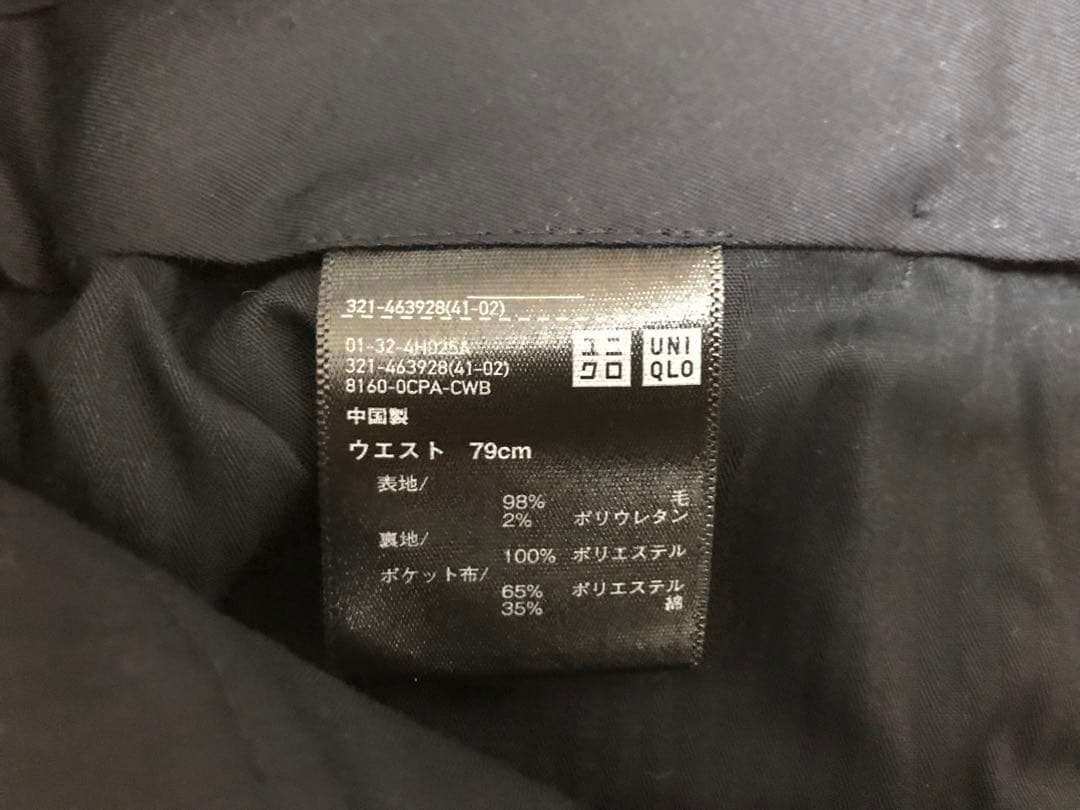 321-463928(41-02)
01-32-4H025A
321-463928(41-02)
8160-0CPA-CWB
ユニ
クロ
UNI
QLO
中国製
ウエスト 79cm
表地/
98% 毛
2% ポリウレタン
裏地/
100% ポリエステル
ポケット布/
65% ポリエステル
35% 綿